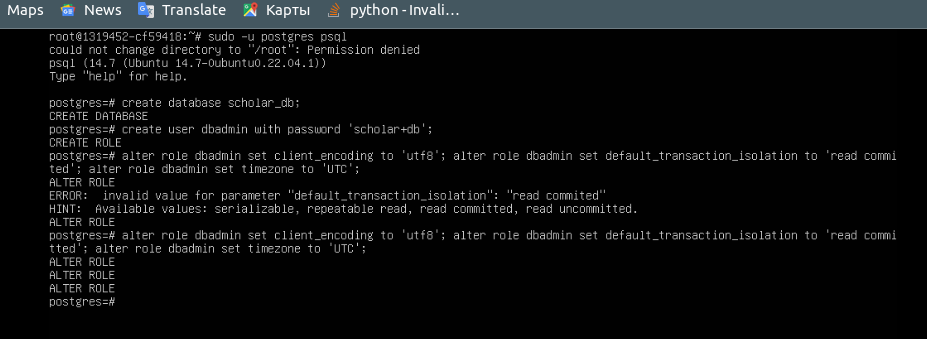 Maps News Translate Карты python - Invali...
root@1319452-cf59418:~# sudo -u postgres psql
could not change directory to "/root": Permission denied
psql (14.7 (Ubuntu 14.7-0ubuntu0.22.04.1))
Type "help" for help.
postgres=# create database scholar_db;
CREATE DATABASE
postgres=# create user dbadmin with password 'scholar+db';
CREATE ROLE
postgres=# alter role dbadmin set client_encoding to 'utf8'; alter role dbadmin set default_transaction_isolation to 'read commi
ted'; alter role dbadmin set timezone to 'UTC';
ALTER ROLE
ERROR:  invalid value for parameter "default_transaction_isolation": "read commited"
HINT:  Available values: serializable, repeatable read, read committed, read uncommitted.
ALTER ROLE
postgres=# alter role dbadmin set client_encoding to 'utf8'; alter role dbadmin set default_transaction_isolation to 'read commi
tted'; alter role dbadmin set timezone to 'UTC';
ALTER ROLE
ALTER ROLE
ALTER ROLE
postgres=#